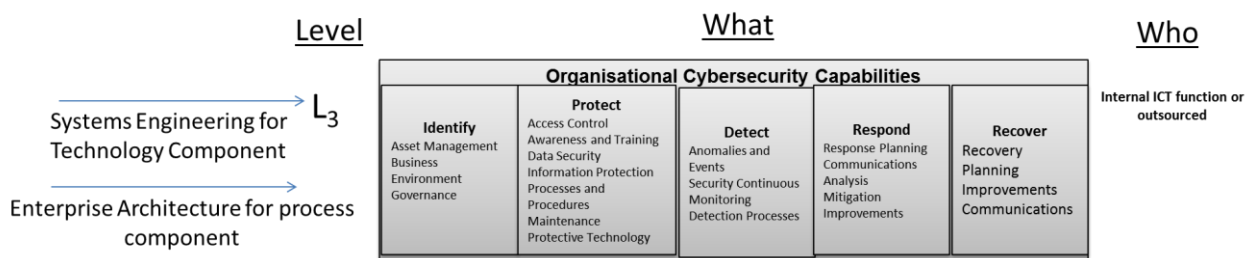 Level
What
Who
Systems Engineering for
Technology Component
L3
Enterprise Architecture for process
component
Organisational Cybersecurity Capabilities
Identify
Asset Management
Business
Environment
Governance
Protect
Access Control
Awareness and Training
Data Security
Information Protection
Processes and
Procedures
Maintenance
Protective Technology
Detect
Anomalies and
Events
Security Continuous
Monitoring
Detection Processes
Respond
Response Planning
Communications
Analysis
Mitigation
Improvements
Recover
Recovery
Planning
Improvements
Communications
Internal ICT function or
outsourced